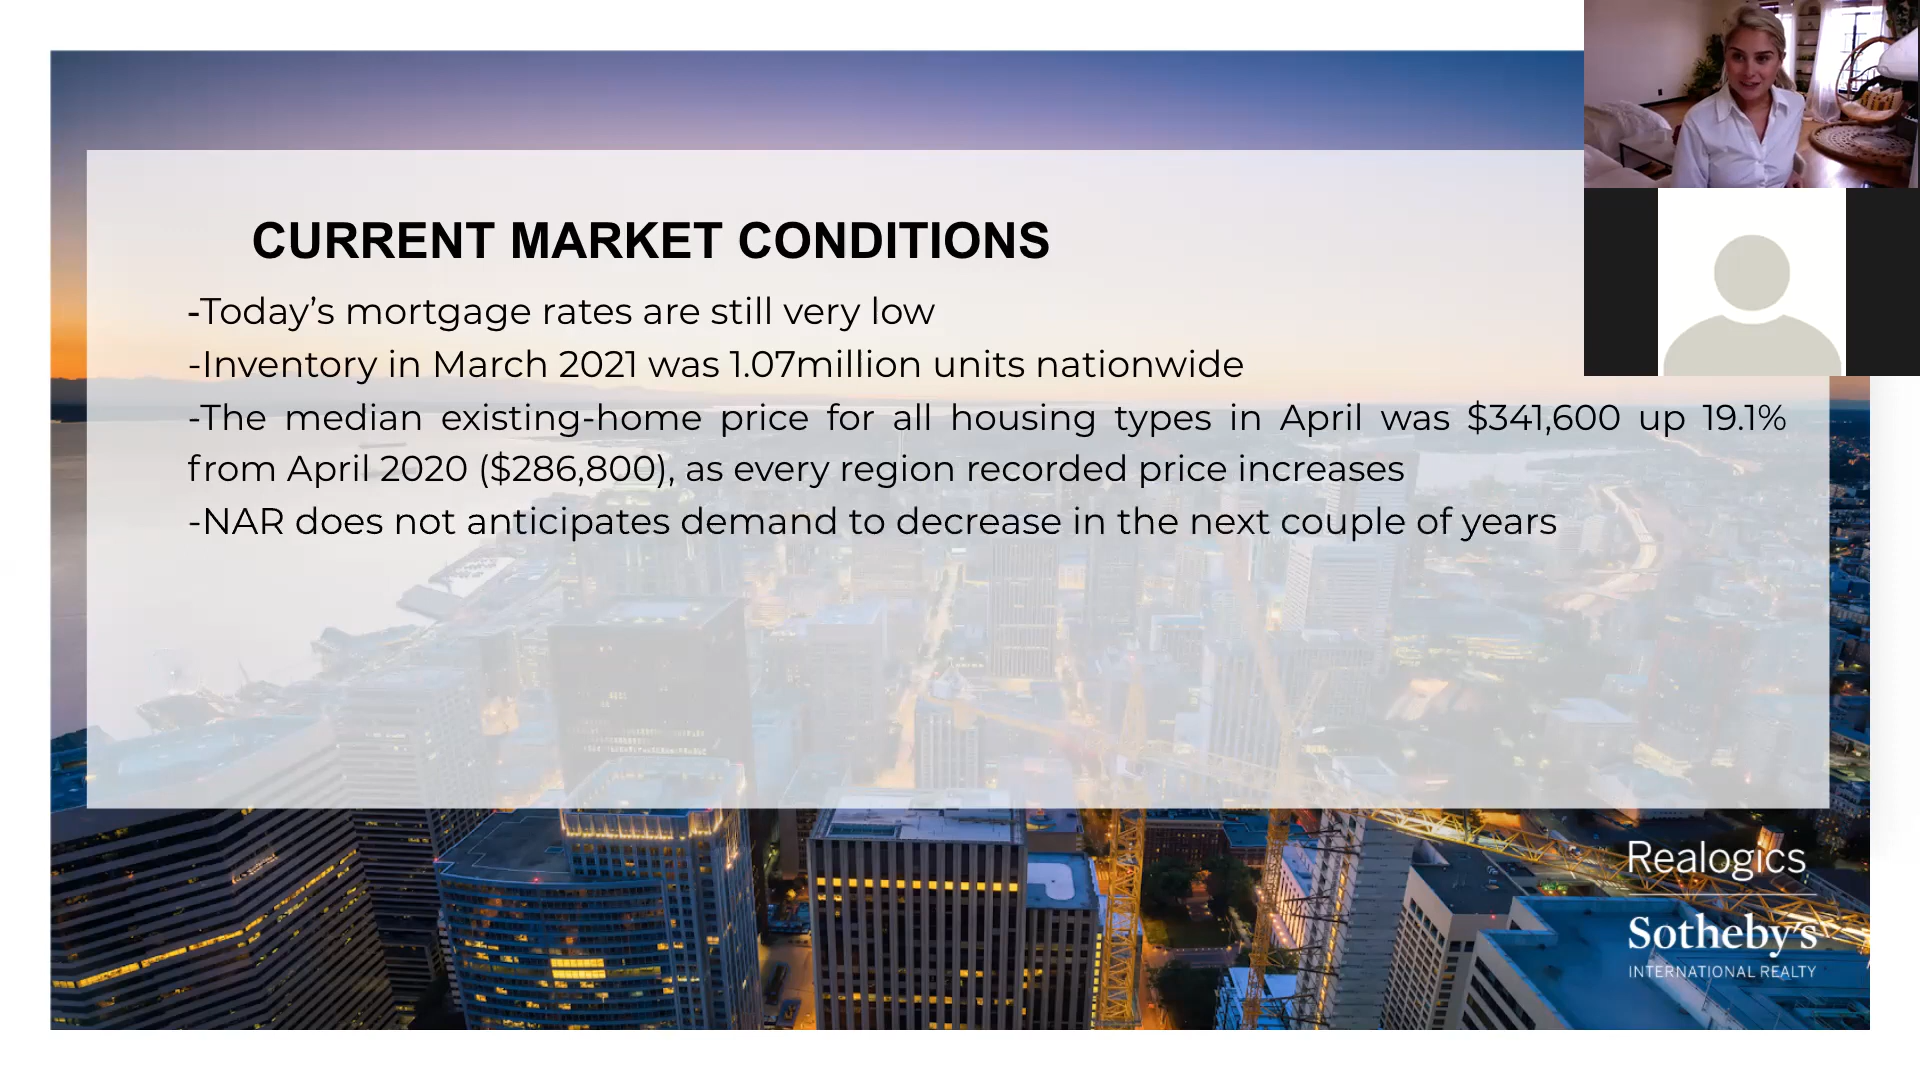 CURRENT MARKET CONDITIONS
-Today’s mortgage rates are still very low
-Inventory in March 2021 was 1.07million units nationwide
-The median existing-home price for all housing types in April was $341,600 up 19.1%
from April 2020 ($286,800), as every region recorded price increases
-NAR does not anticipates demand to decrease in the next couple of years
Realogics
Sotheby's
INTERNATIONAL REALTY